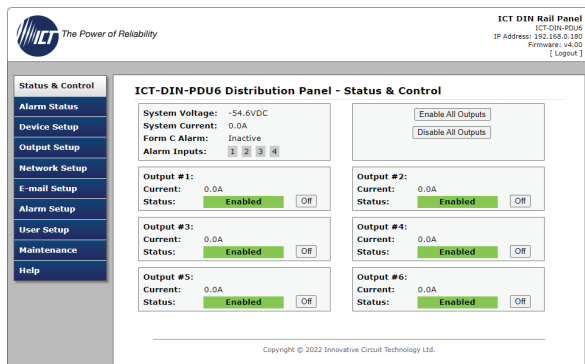 ICT The Power of Reliability
ICT DIN Rail Panel
ICT-DIN-PDU6
IP Address: 192.168.0.180
Firmware: v4.00
[ Logout ]
Status & Control
Alarm Status
Device Setup
Output Setup
Network Setup
E-mail Setup
Alarm Setup
User Setup
Maintenance
Help
ICT-DIN-PDU6 Distribution Panel - Status & Control
System Voltage: -54.6VDC
System Current: 0.0A
Form C Alarm: Inactive
Alarm Inputs: 1 2 3 4
Enable All Outputs
Disable All Outputs
Output #1:
Current: 0.0A
Status: Enabled Off
Output #2:
Current: 0.0A
Status: Enabled Off
Output #3:
Current: 0.0A
Status: Enabled Off
Output #4:
Current: 0.0A
Status: Enabled Off
Output #5:
Current: 0.0A
Status: Enabled Off
Output #6:
Current: 0.0A
Status: Enabled Off
Copyright © 2022 Innovative Circuit Technology Ltd.